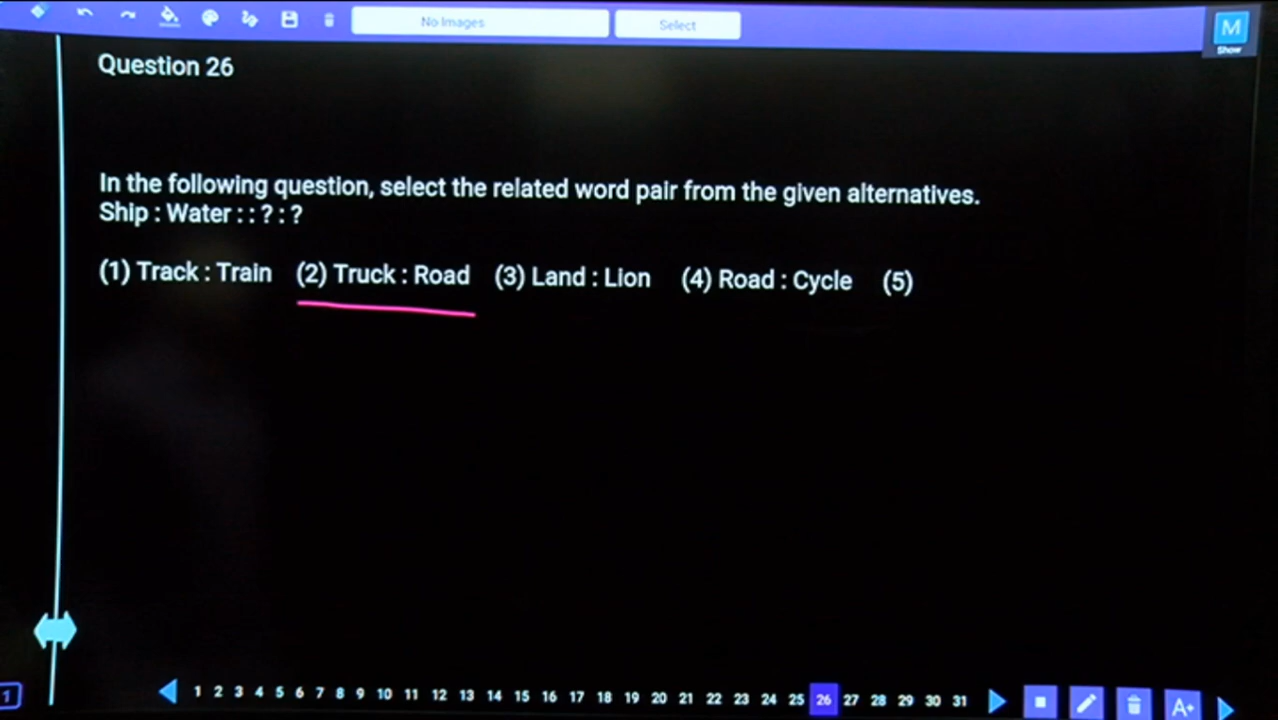 No Images
Select
M
Show
Question 26
In the following question, select the related word pair from the given alternatives.
Ship : Water : : ? : ?
(1) Track : Train (2) Truck : Road (3) Land : Lion (4) Road : Cycle (5)
1
1 2 3 4 5 6 7 8 9 10 11 12 13 14 15 16 17 18 19 20 21 22 23 24 25 26 27 28 29 30 31
A+